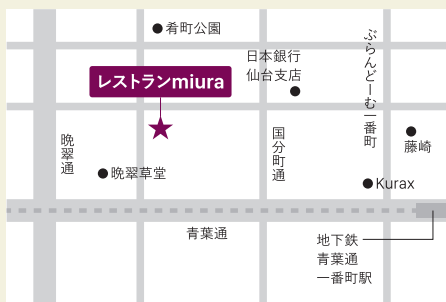 肴町公園
日本銀行
仙台支店
ぶらんどーむ一番町
レストランmiura
晩翠通
国分町通
藤崎
晩翠草堂
Kurax
青葉通
地下鉄
青葉通
一番町駅